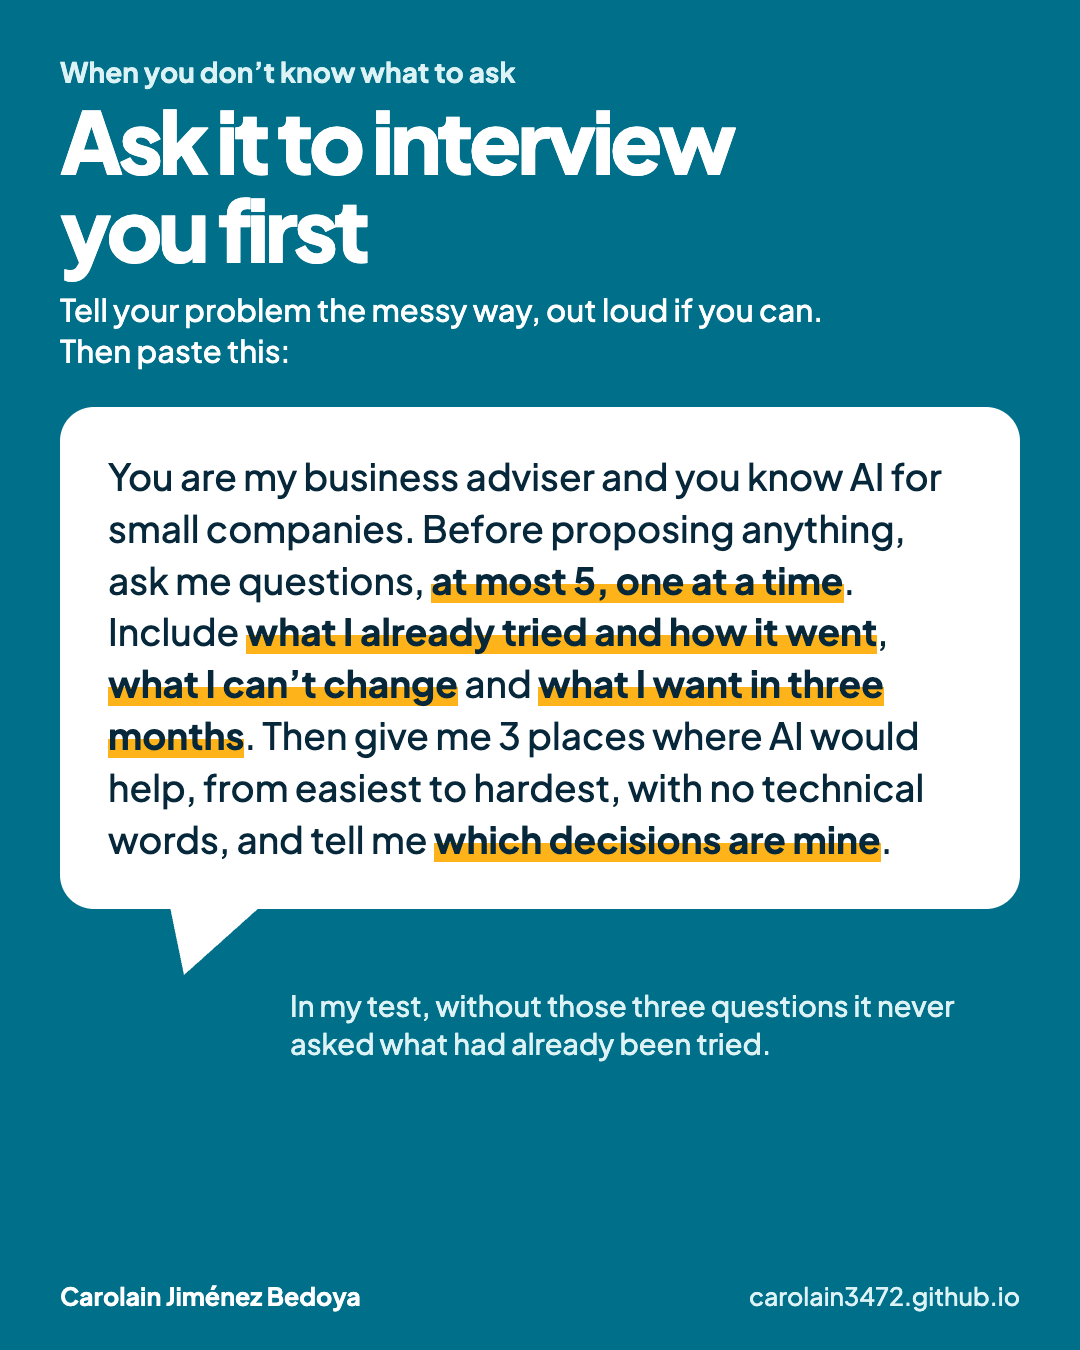 When you don’t know what to ask
Ask it to interview
you first
Tell your problem the messy way, out loud if you can.
Then paste this:
You are my business adviser and you know AI for
small companies. Before proposing anything,
ask me questions, at most 5, one at a time.
Include what I already tried and how it went,
what I can’t change and what I want in three
months. Then give me 3 places where AI would
help, from easiest to hardest, with no technical
words, and tell me which decisions are mine.
In my test, without those three questions it never
asked what had already been tried.
Carolain Jiménez Bedoya
carolain3472.github.io